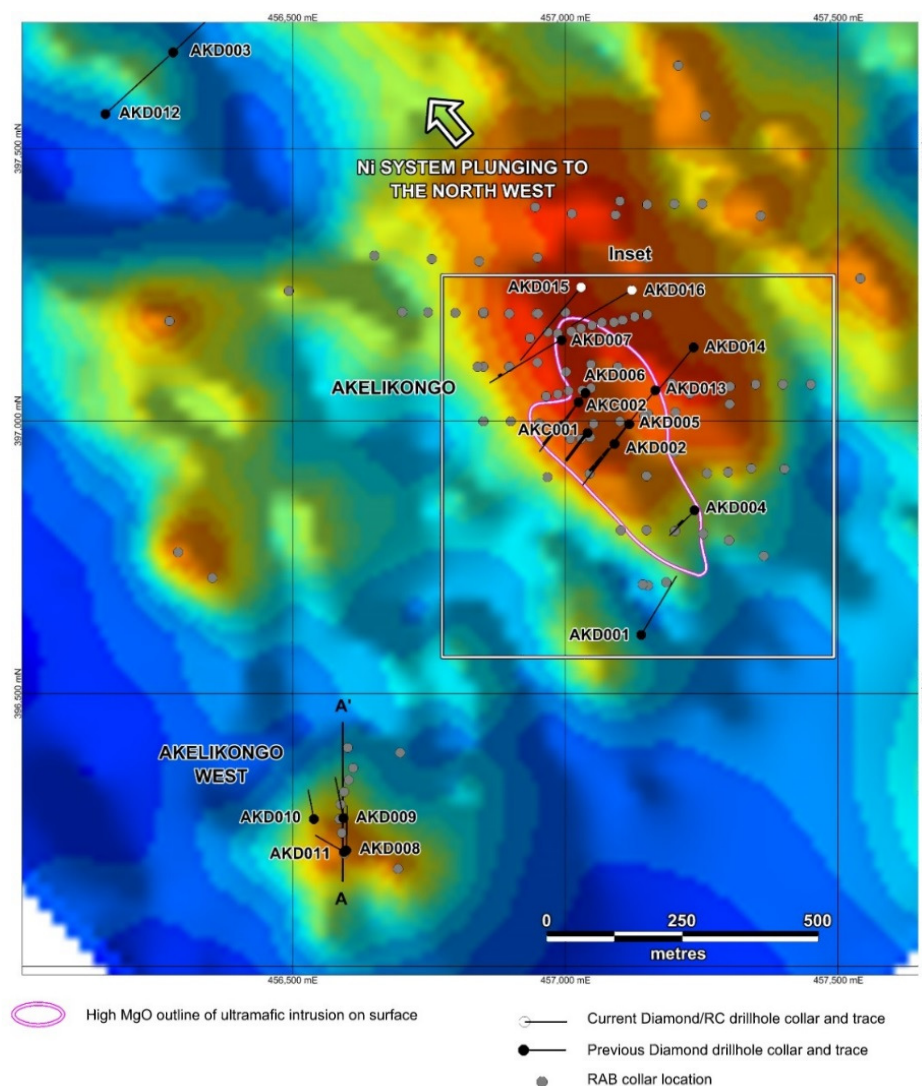 456,500 mE
457,000 mE
457,500 mE
AKD003
AKD012
397,500 mN
Ni SYSTEM PLUNGING TO
THE NORTH WEST
Inset
AKD015
AKD016
AKD007
AKD014
AKELIKONGO
AKD006
AKD013
AKC002
397,000 mN
AKC001
AKD005
AKD002
AKD004
AKD001
396,500 mN
A'
AKELIKONGO
WEST
AKD010
AKD009
AKD011
AKD008
A
0
250
500
metres
456,500 mE
457,000 mE
457,500 mE
High MgO outline of ultramafic intrusion on surface
Current Diamond/RC drillhole collar and trace
Previous Diamond drillhole collar and trace
RAB collar location